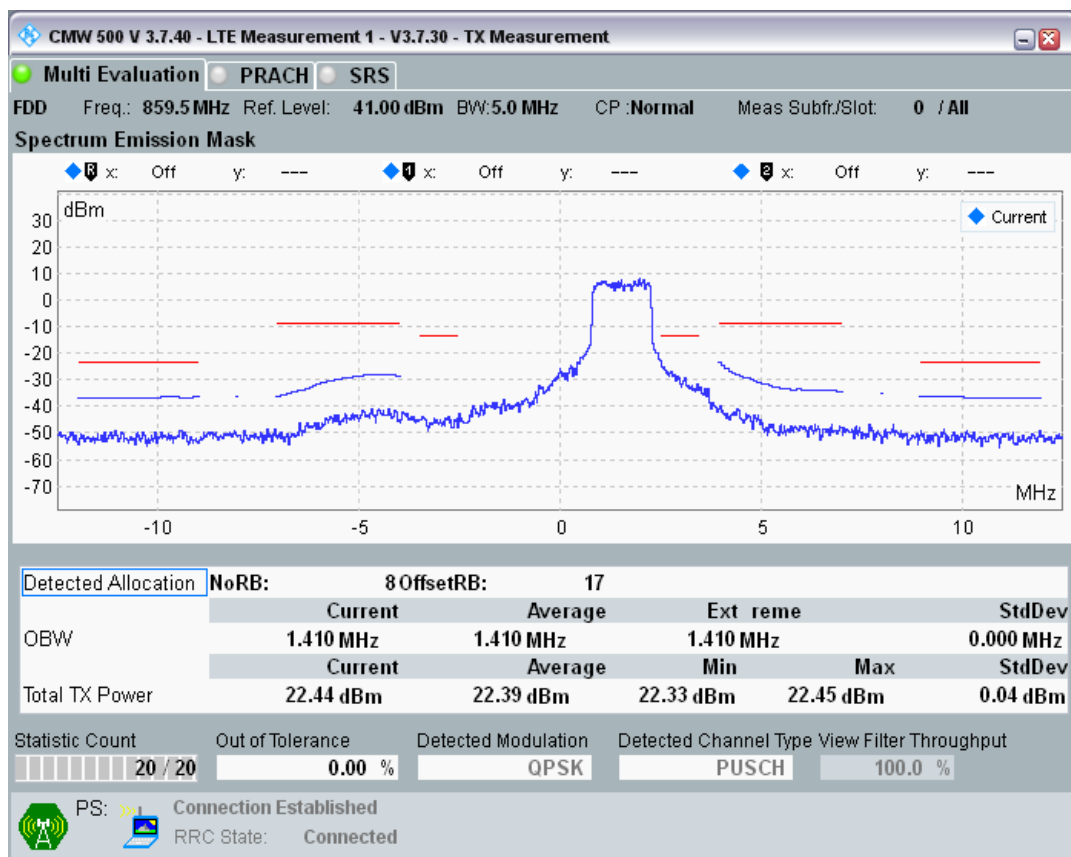 CMW 500 V 3.7.40 - LTE Measurement 1 - V3.7.30 - TX Measurement
Multi Evaluation PRACH SRS
FDD Freq.: 859.5 MHz Ref. Level: 41.00 dBm BW:5.0 MHz CP :Normal Meas Subfr./Slot: 0 / All
Spectrum Emission Mask
R x: Off y: --- 1 x: Off y: --- 2 x: Off y: ---
dBm
Current
30
20
10
0
-10
-20
-30
-40
-50
-60
-70
MHz
-10 -5 0 5 10
Detected Allocation NoRB: 8 OffsetRB: 17
Current Average Ext reme StdDev
OBW 1.410 MHz 1.410 MHz 1.410 MHz 0.000 MHz
Current Average Min Max StdDev
Total TX Power 22.44 dBm 22.39 dBm 22.33 dBm 22.45 dBm 0.04 dBm
Statistic Count Out of Tolerance Detected Modulation Detected Channel Type View Filter Throughput
20 / 20 0.00 % QPSK PUSCH 100.0 %
PS: Connection Established
RRC State: Connected